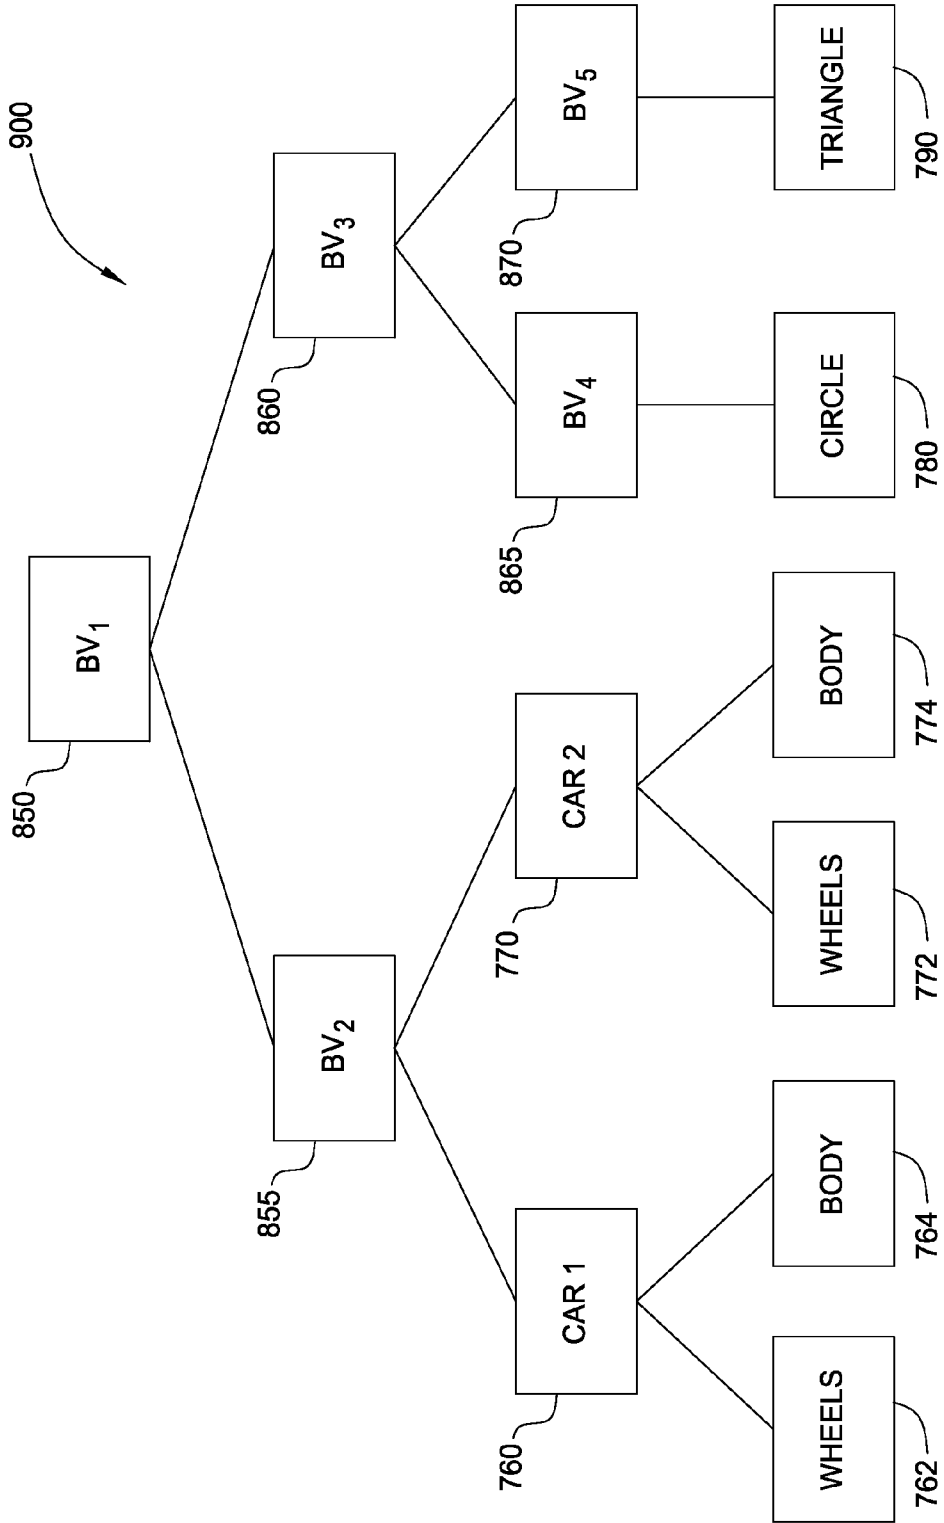 900
BV1
850
BV2
855
BV3
860
CAR 1
760
CAR 2
770
BV4
865
BV5
870
WHEELS
762
BODY
764
WHEELS
772
BODY
774
CIRCLE
780
TRIANGLE
790